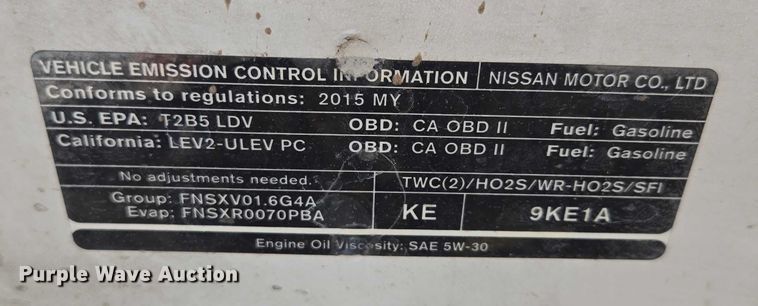 VEHICLE EMISSION CONTROL INFORMATION | NISSAN MOTOR CO., LTD
Conforms to regulations: 2015 MY
U.S. EPA: T2B5 LDV OBD: CA OBD II Fuel: Gasoline
California: LEV2-ULEV PC OBD: CA OBD II Fuel: Gasoline
No adjustments needed. TWC(2)/HO2S/WR-HO2S/SFI
Group: FNSXV01.6G4A
Evap: FNSXR0070PBA KE 9KE1A
Engine Oil Viscosity: SAE 5W-30
Purple Wave Auction